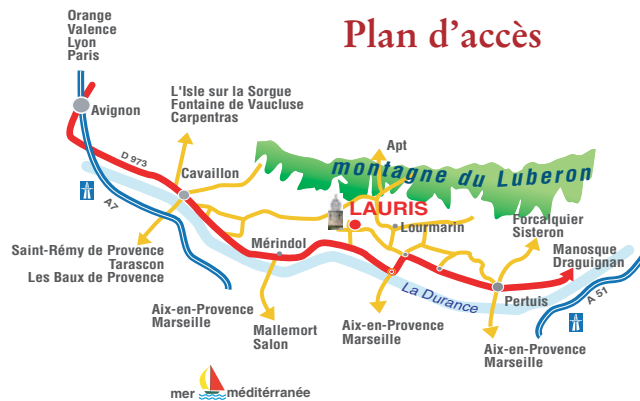 Plan d'accès
Orange
Valence
Lyon
Paris
Avignon
L'Isle sur la Sorgue
Fontaine de Vaucluse
Carpentras
D 973
Apt
montagne du Luberon
Cavaillon
A7
LAURIS
Lourmarin
Forcalquier
Sisteron
Saint-Rémy de Provence
Tarascon
Les Baux de Provence
Mérindol
Manosque
Draguignan
La Durance
Pertuis
A 51
Aix-en-Provence
Marseille
Mallemort
Salon
Aix-en-Provence
Marseille
Aix-en-Provence
Marseille
mer méditérranée